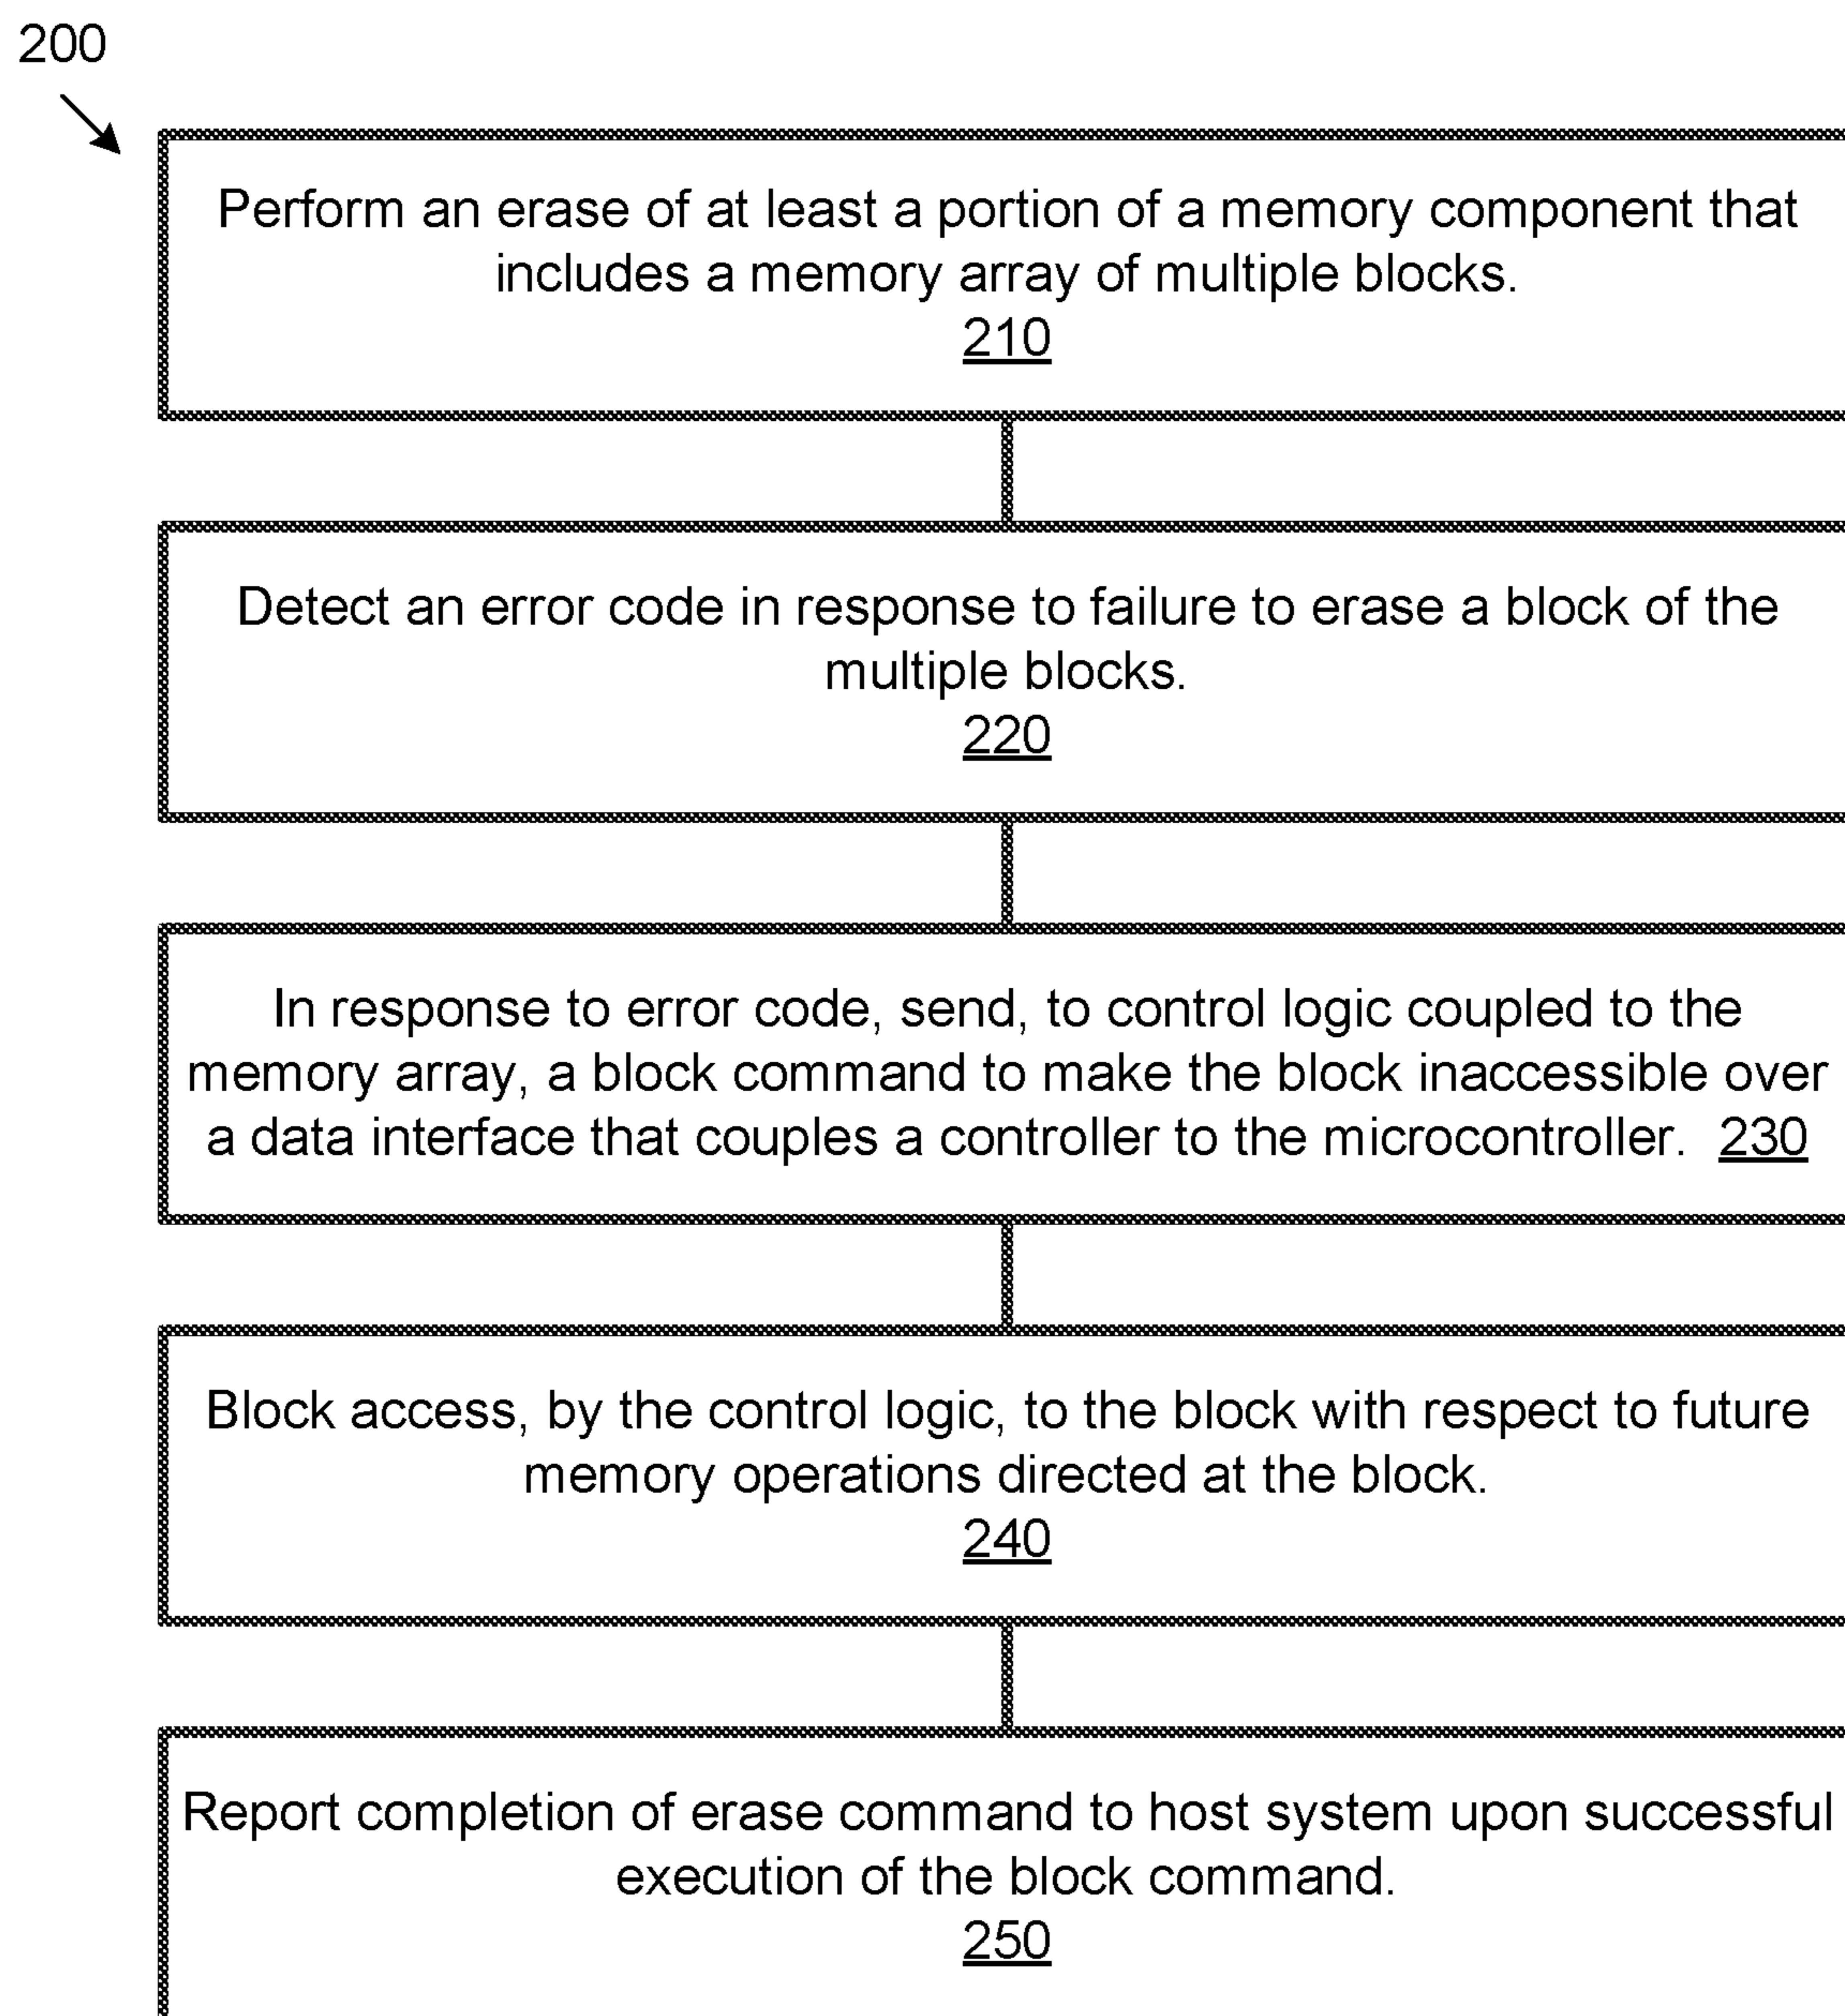 200
Perform an erase of at least a portion of a memory component that
includes a memory array of multiple blocks.
210
Detect an error code in response to failure to erase a block of the
multiple blocks.
220
In response to error code, send, to control logic coupled to the
memory array, a block command to make the block inaccessible over
a data interface that couples a controller to the microcontroller. 230
Block access, by the control logic, to the block with respect to future
memory operations directed at the block.
240
Report completion of erase command to host system upon successful
execution of the block command.
250